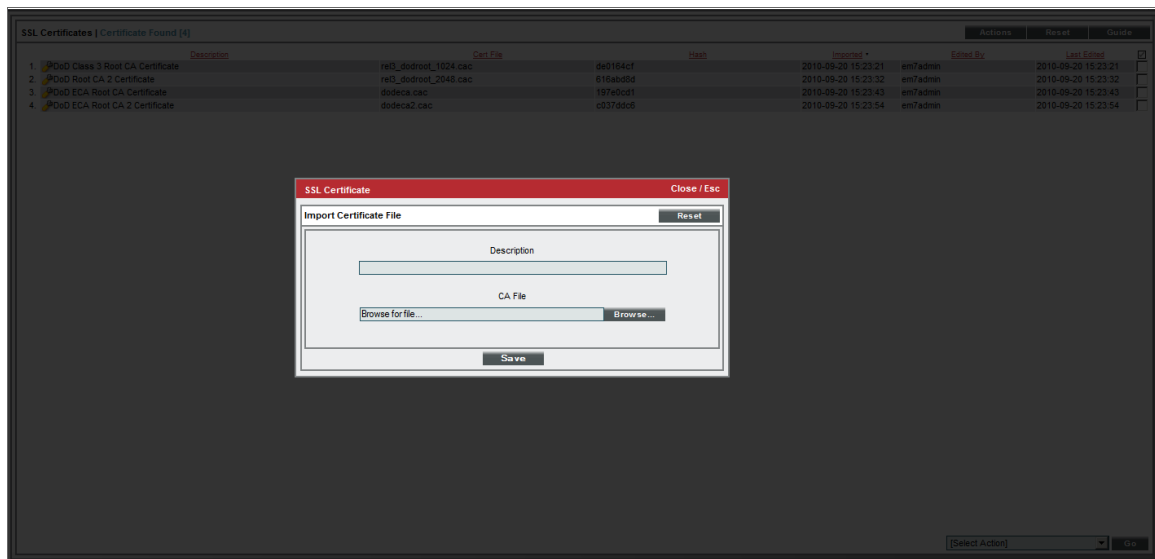 SSL Certificates | Certificate Found [4] Actions Reset Guide
Description Cert File Hash Imported Edited By Last Edited
1. DoD Class 3 Root CA Certificate rel3_dodroot_1024.cac de0164cf 2010-09-20 15:23:21 em7admin 2010-09-20 15:23:21
2. DoD Root CA 2 Certificate rel3_dodroot_2048.cac 616abd8d 2010-09-20 15:23:32 em7admin 2010-09-20 15:23:32
3. DoD ECA Root CA Certificate dodeca.cac 197e0cd1 2010-09-20 15:23:43 em7admin 2010-09-20 15:23:43
4. DoD ECA Root CA 2 Certificate dodeca2.cac c037ddc6 2010-09-20 15:23:54 em7admin 2010-09-20 15:23:54
SSL Certificate Close / Esc
Import Certificate File Reset
Description
CA File
Browse for file... Browse...
Save
[Select Action] Go